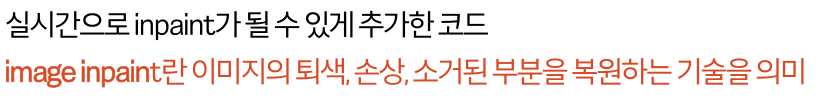 실시간으로 inpaint가 될 수 있게 추가한 코드
image inpaint란 이미지의 퇴색, 손상, 소거된 부분을 복원하는 기술을 의미